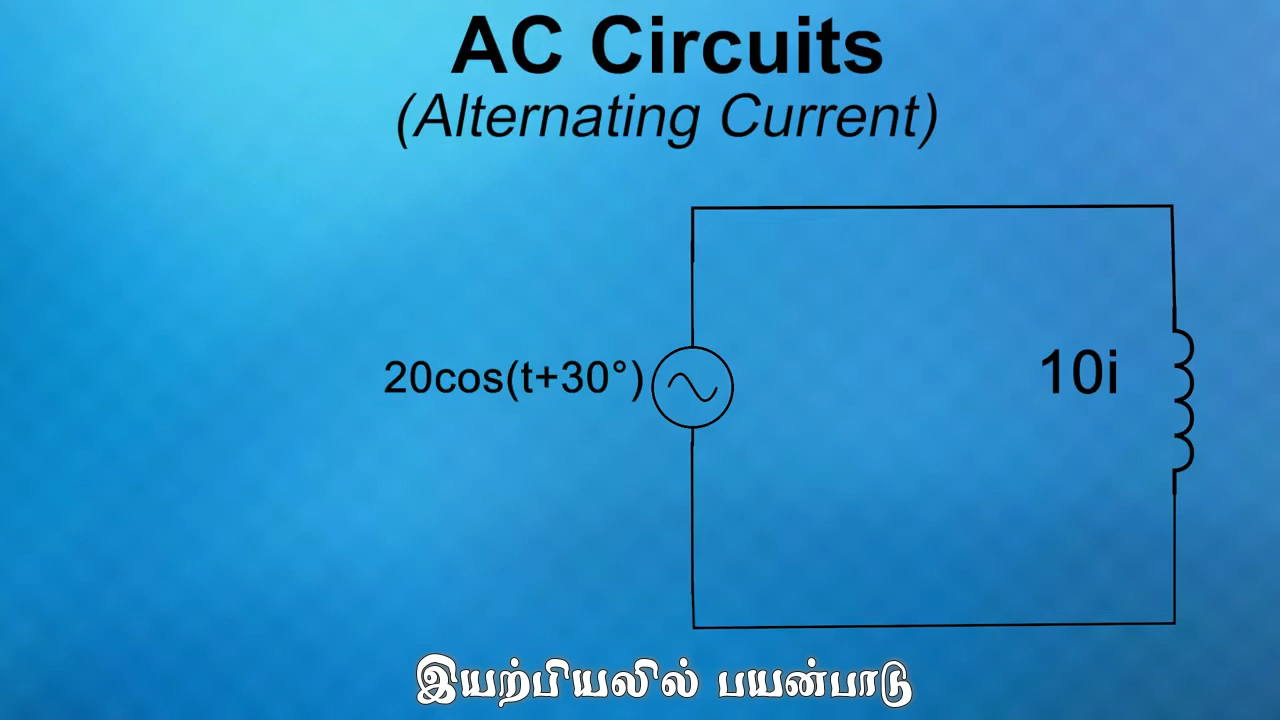 AC Circuits
(Alternating Current)
20cos(t+30°)
10i
இயற்பியலில் பயன்பாடு